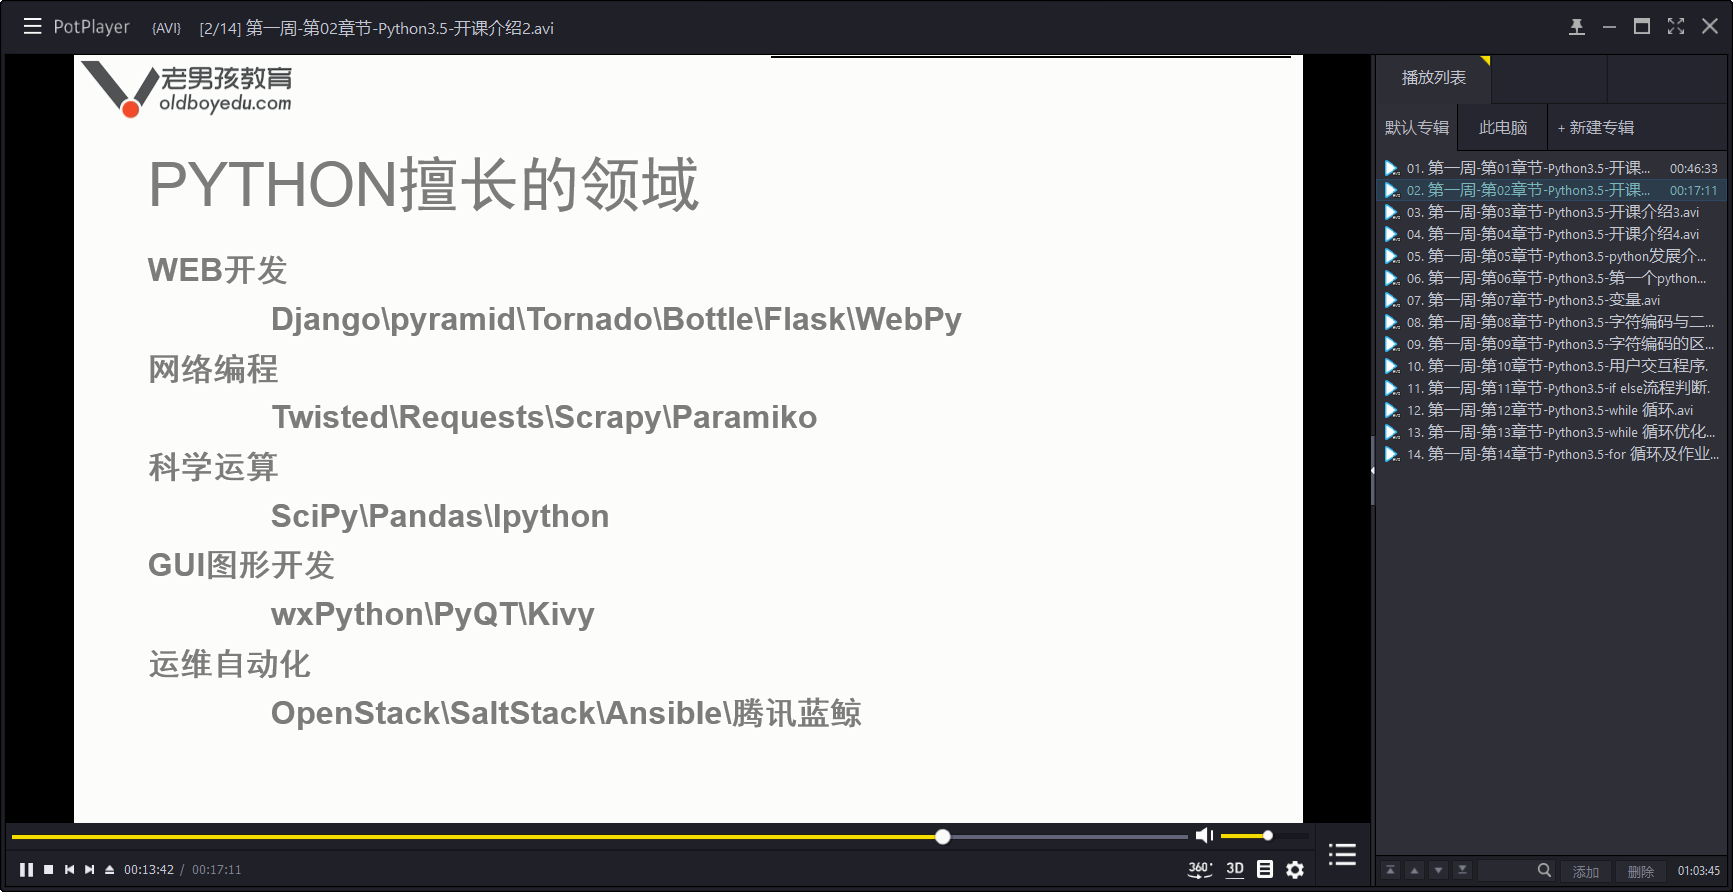 PotPlayer {AVI} [2/14] 第一周-第02章节-Python3.5-开课介绍2.avi
老男孩教育
oldboyedu.com
PYTHON擅长的领域
WEB开发
Django\pyramid\Tornado\Bottle\Flask\WebPy
网络编程
Twisted\Requests\Scrapy\Paramiko
科学运算
SciPy\Pandas\Ipython
GUI图形开发
wxPython\PyQT\Kivy
运维自动化
OpenStack\SaltStack\Ansible\腾讯蓝鲸
00:13:42 / 00:17:11
360° 3D
播放列表
默认专辑 此电脑 + 新建专辑
01. 第一周-第01章节-Python3.5-开课... 00:46:33
02. 第一周-第02章节-Python3.5-开课... 00:17:11
03. 第一周-第03章节-Python3.5-开课介绍3.avi
04. 第一周-第04章节-Python3.5-开课介绍4.avi
05. 第一周-第05章节-Python3.5-python发展介...
06. 第一周-第06章节-Python3.5-第一个python...
07. 第一周-第07章节-Python3.5-变量.avi
08. 第一周-第08章节-Python3.5-字符编码与二...
09. 第一周-第09章节-Python3.5-字符编码的区...
10. 第一周-第10章节-Python3.5-用户交互程序.
11. 第一周-第11章节-Python3.5-if else流程判断.
12. 第一周-第12章节-Python3.5-while 循环.avi
13. 第一周-第13章节-Python3.5-while 循环优化...
14. 第一周-第14章节-Python3.5-for 循环及作业...
添加 删除 01:03:45